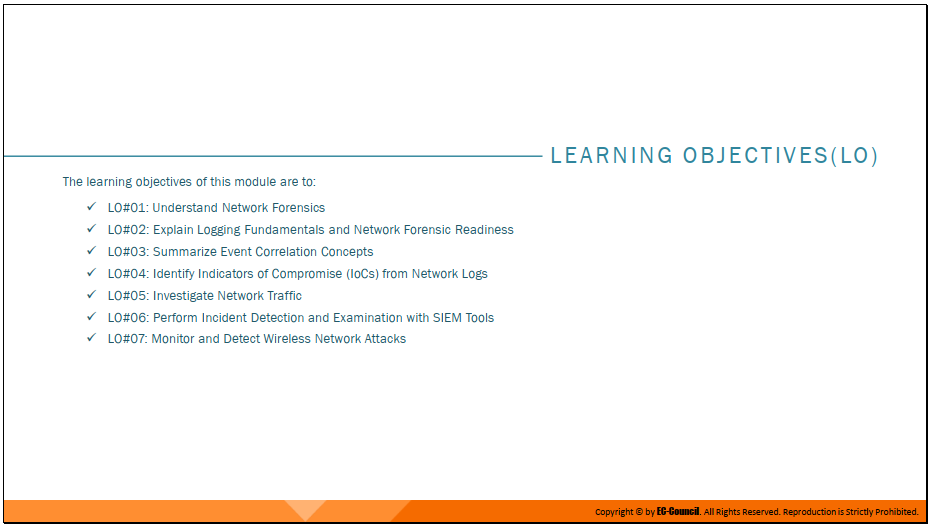 LEARNING OBJECTIVES(LO)
The learning objectives of this module are to:
✓ LO#01: Understand Network Forensics
✓ LO#02: Explain Logging Fundamentals and Network Forensic Readiness
✓ LO#03: Summarize Event Correlation Concepts
✓ LO#04: Identify Indicators of Compromise (IoCs) from Network Logs
✓ LO#05: Investigate Network Traffic
✓ LO#06: Perform Incident Detection and Examination with SIEM Tools
✓ LO#07: Monitor and Detect Wireless Network Attacks
Copyright © by EC-Council. All Rights Reserved. Reproduction is Strictly Prohibited.